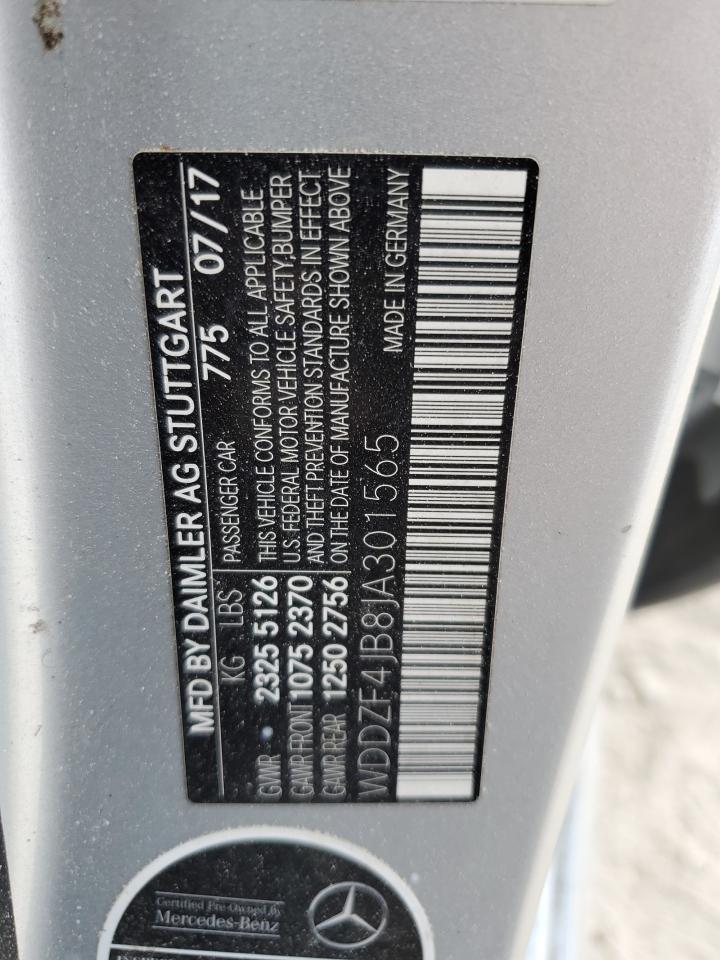 MFD BY DAIMLER AG STUTTGART
775 07/17
KG LBS PASSENGER CAR
GWR 2325 5126 THIS VEHICLE CONFORMS TO ALL APPLICABLE
GAWR FRONT 1075 2370 U.S. FEDERAL MOTOR VEHICLE SAFETY,BUMPER
GAWR REAR 1250 2756 AND THEFT PREVENTION STANDARDS IN EFFECT
ON THE DATE OF MANUFACTURE SHOWN ABOVE
WDDZF4JB8JA301565 MADE IN GERMANY
Certified Pre-Owned by
Mercedes-Benz